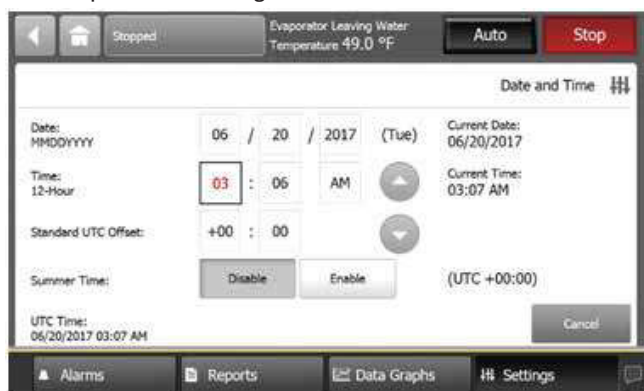 Stopped
Evaporator Leaving Water
Temperature 49.0 °F
Auto
Stop
Date and Time
Date:
MMDDYYYY
06 / 20 / 2017 (Tue)
Current Date:
06/20/2017
Time:
12-Hour
03 : 06 AM
Current Time:
03:07 AM
Standard UTC Offset:
+00 : 00
Summer Time:
Disable
Enable
(UTC +00:00)
UTC Time:
06/20/2017 03:07 AM
Cancel
Alarms
Reports
Data Graphs
Settings